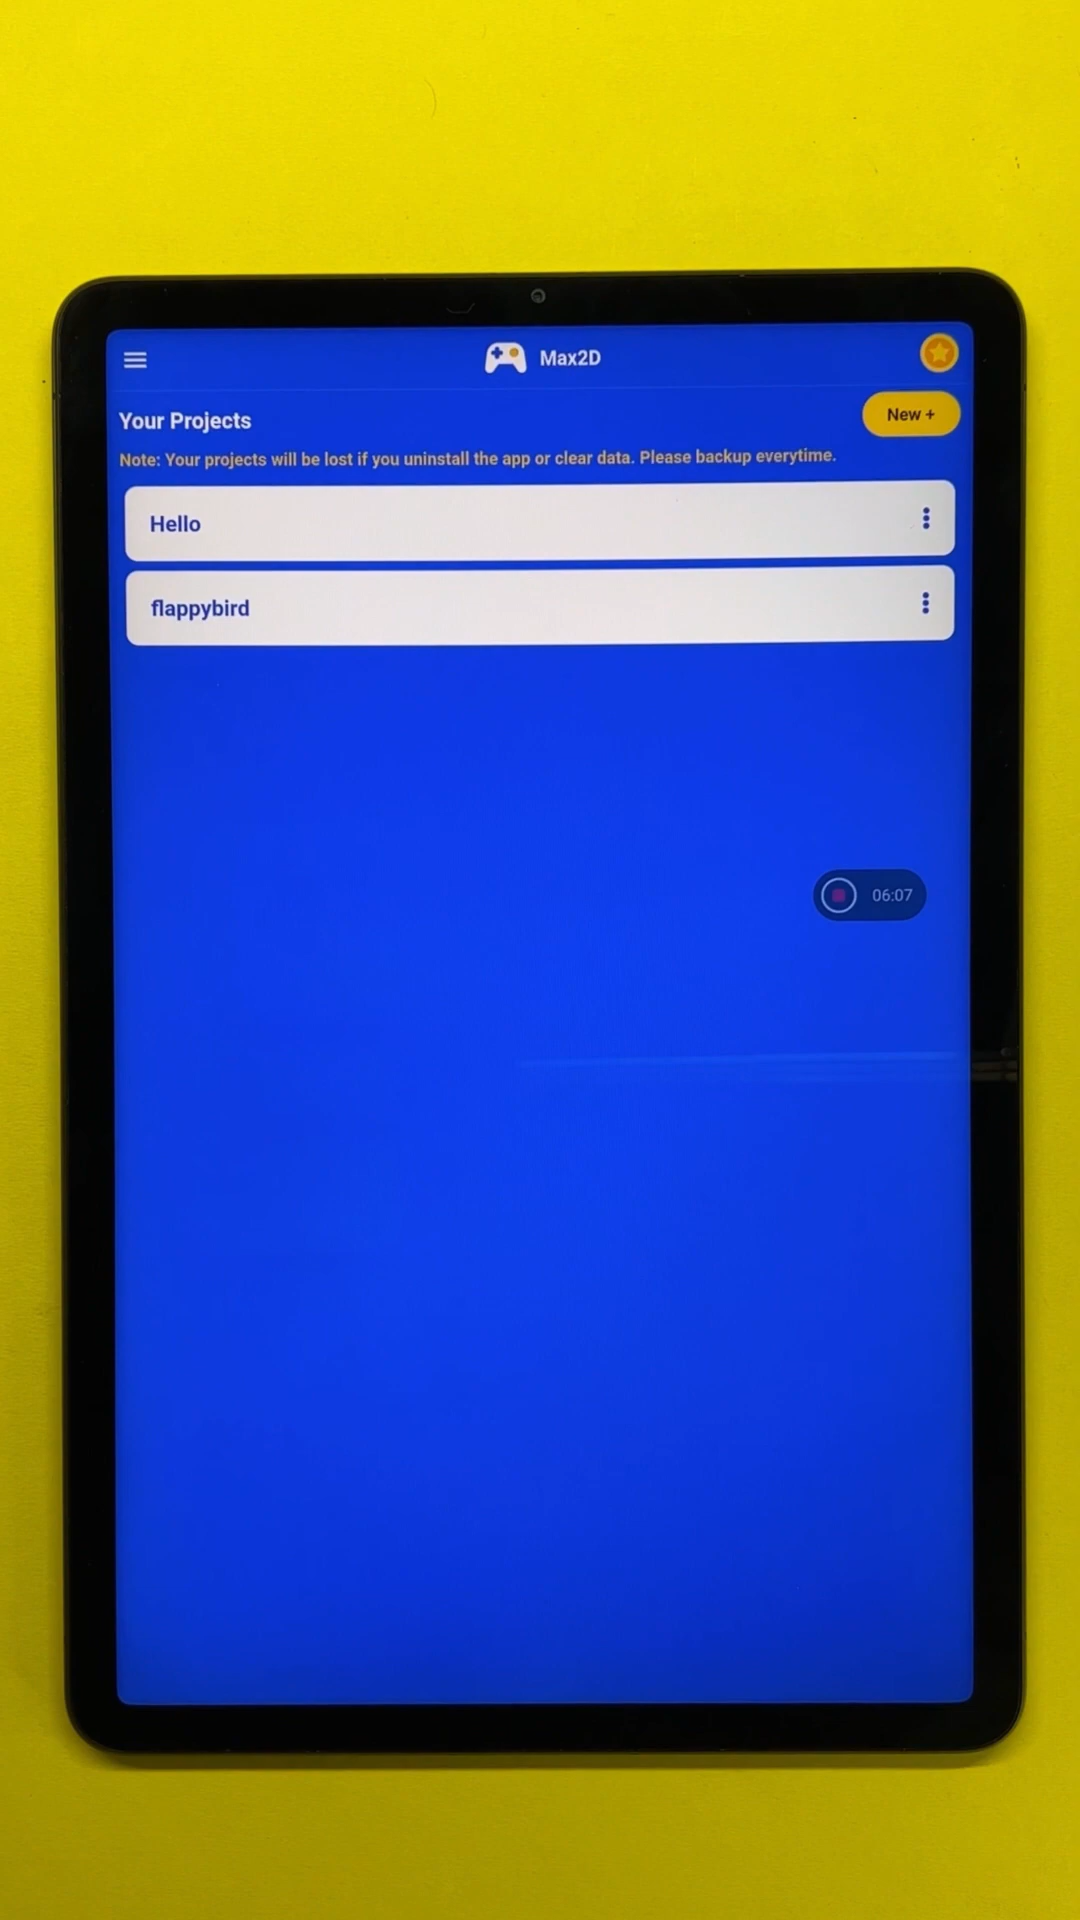 Max2D
Your Projects
New +
Note: Your projects will be lost if you uninstall the app or clear data. Please backup everytime.
Hello
flappybird
06:07